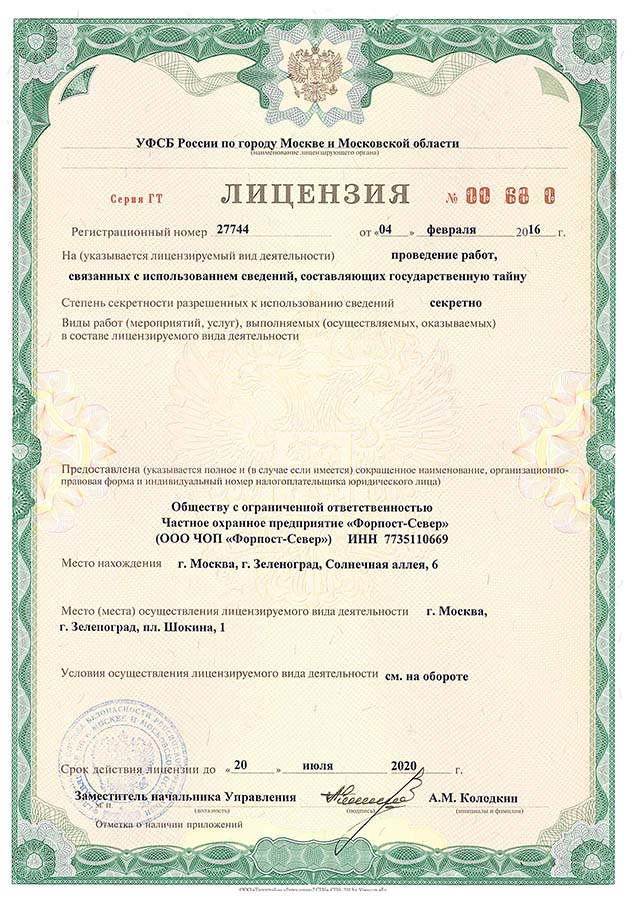 УФСБ России по городу Москве и Московской области
(наименование лицензирующего органа)
Серия ГТ ЛИЦЕНЗИЯ № 00 68 0
Регистрационный номер 27744 от «04 » февраля 2016 г.
На (указывается лицензируемый вид деятельности) проведение работ,
связанных с использованием сведений, составляющих государственную тайну
Степень секретности разрешенных к использованию сведений секретно
Виды работ (мероприятий, услуг), выполняемых (осуществляемых, оказываемых)
в составе лицензируемого вида деятельности
Предоставлена (указывается полное и (в случае если имеется) сокращенное наименование, организационно-
правовая форма и индивидуальный номер налогоплательщика юридического лица)
Обществу с ограниченной ответственностью
Частное охранное предприятие «Форпост-Север»
(ООО ЧОП «Форпост-Север») ИНН 7735110669
Место нахождения г. Москва, г. Зеленоград, Солнечная аллея, 6
Место (места) осуществления лицензируемого вида деятельности г. Москва,
г. Зеленоград, пл. Шокина, 1
Условия осуществления лицензируемого вида деятельности см. на обороте
Срок действия лицензии до «20 » июля 2020 г.
Заместитель начальника Управления А.М. Колодкин
М П (должность) (подпись) (инициалы и фамилия)
Отметка о наличии приложений